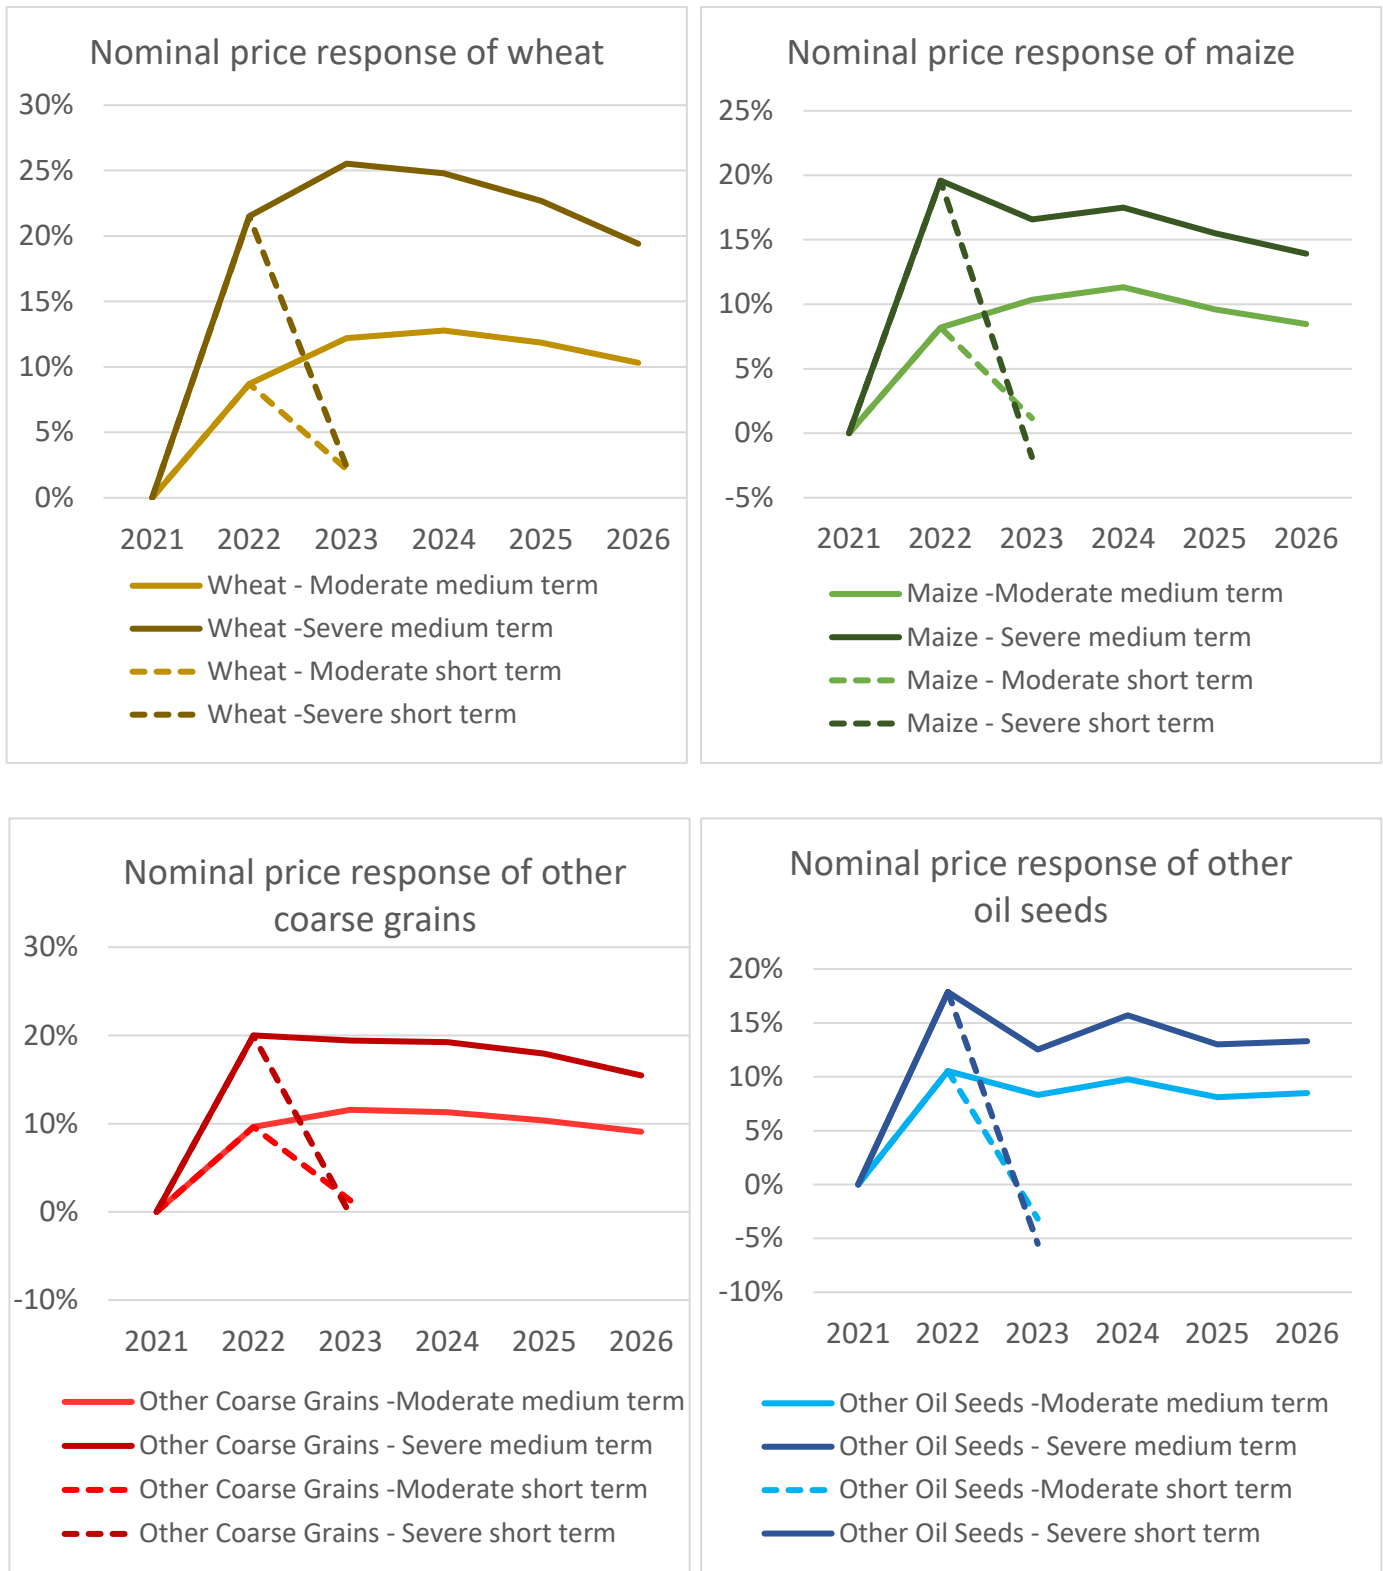 Nominal price response of wheat
30%
25%
20%
15%
10%
5%
0%
2021 2022 2023 2024 2025 2026
Wheat - Moderate medium term
Wheat -Severe medium term
Wheat - Moderate short term
Wheat -Severe short term
Nominal price response of maize
25%
20%
15%
10%
5%
0%
-5%
2021 2022 2023 2024 2025 2026
Maize -Moderate medium term
Maize - Severe medium term
Maize - Moderate short term
Maize - Severe short term
Nominal price response of other
coarse grains
30%
20%
10%
0%
-10%
2021 2022 2023 2024 2025 2026
Other Coarse Grains -Moderate medium term
Other Coarse Grains - Severe medium term
Other Coarse Grains -Moderate short term
Other Coarse Grains - Severe short term
Nominal price response of other
oil seeds
20%
15%
10%
5%
0%
-5%
-10%
2021 2022 2023 2024 2025 2026
Other Oil Seeds -Moderate medium term
Other Oil Seeds - Severe medium term
Other Oil Seeds -Moderate short term
Other Oil Seeds - Severe short term